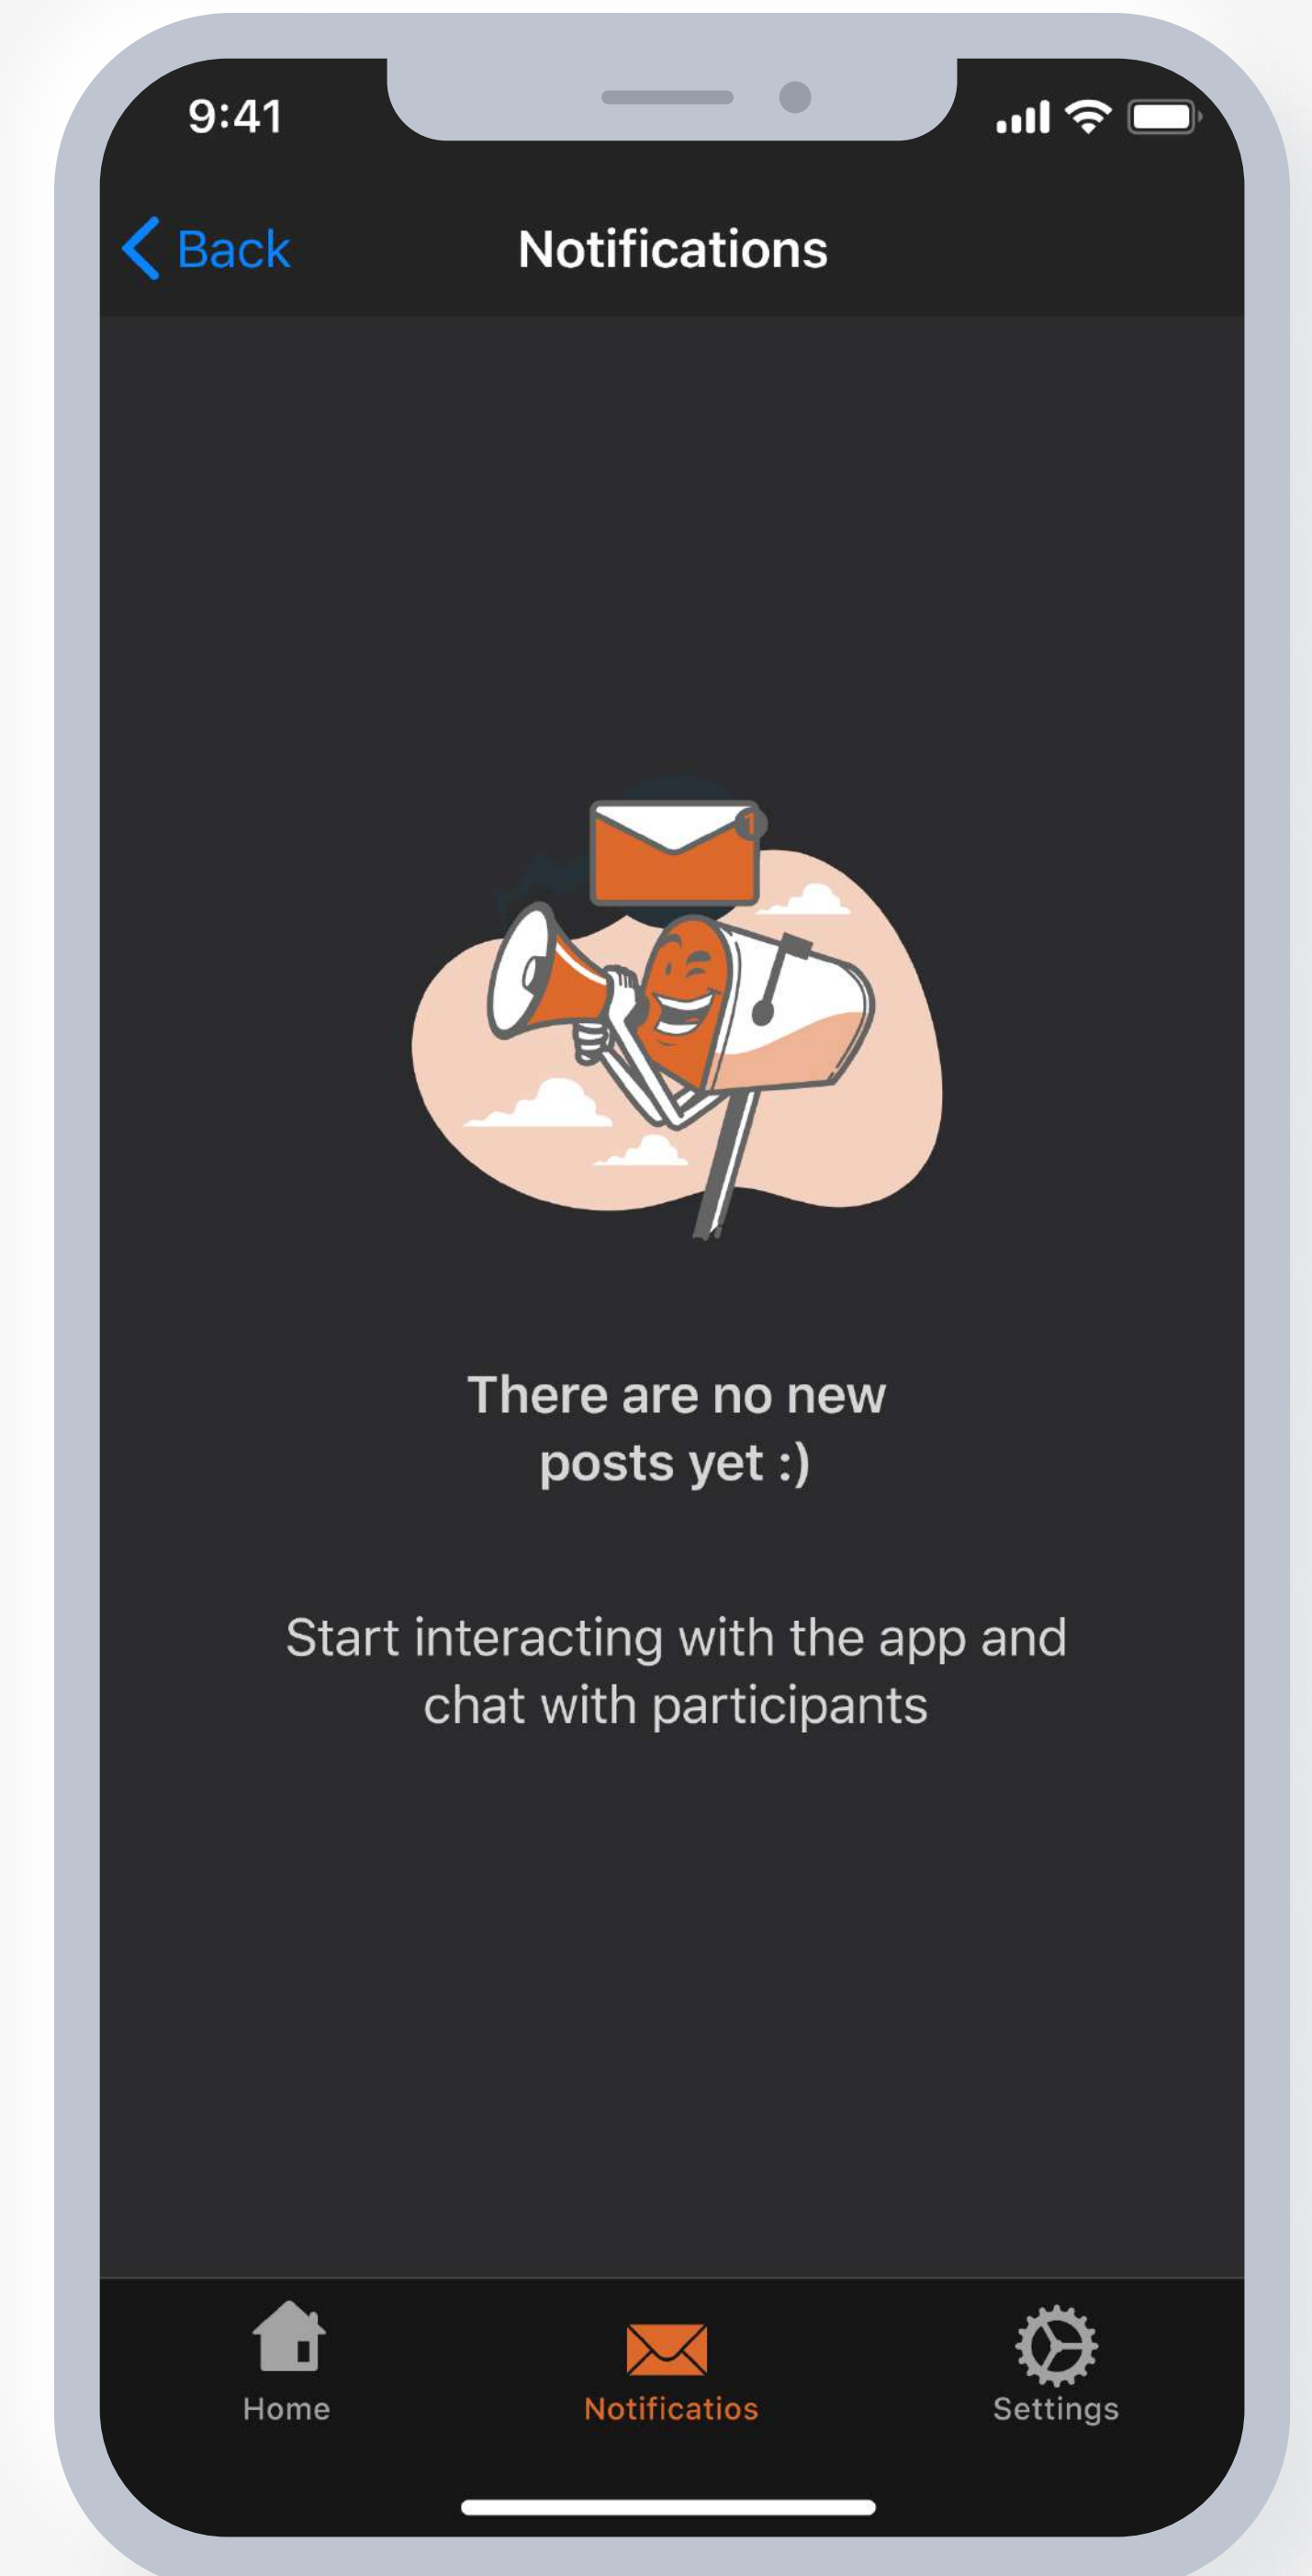 9:41
Back
Notifications
1
There are no new
posts yet :)
Start interacting with the app and
chat with participants
Home
Notificatios
Settings